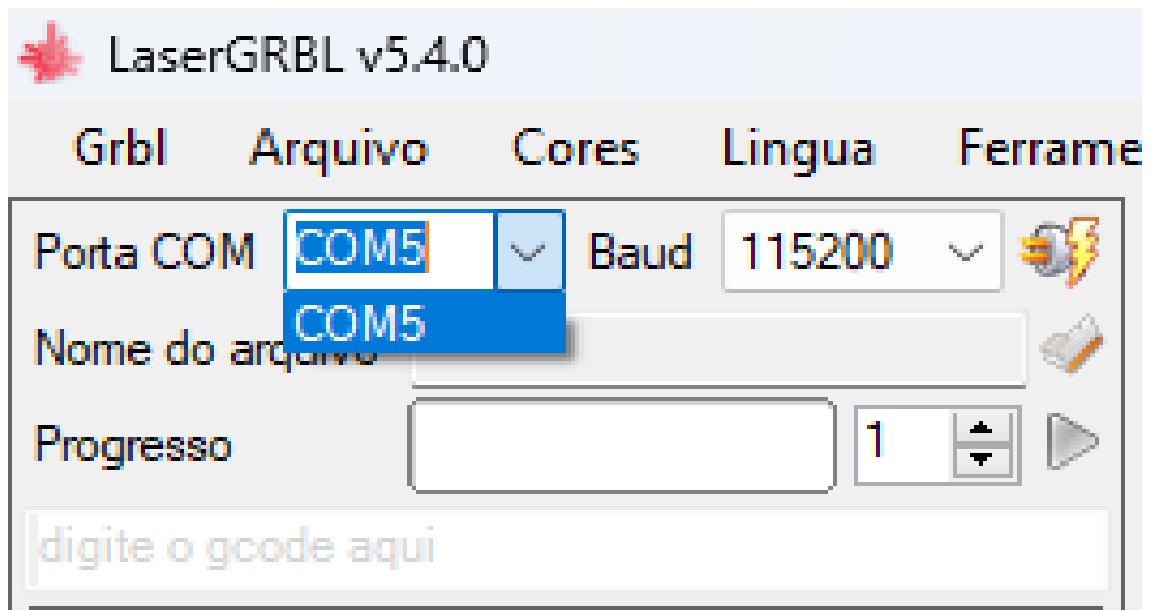 LaserGRBL v5.4.0
Grbl Arquivo Cores Lingua Ferrame
Porta COM COM5 Baud 115200
COM5
Nome do arquivo
Progresso 1
digite o gcode aqui